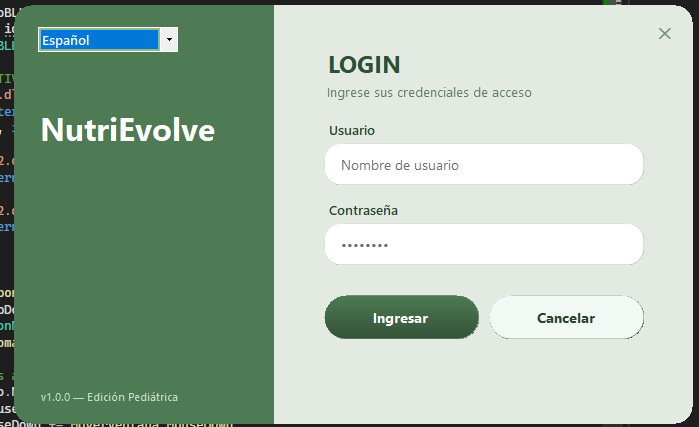 Español
NutriEvolve
v1.0.0 — Edición Pediátrica
LOGIN
Ingrese sus credenciales de acceso
Usuario
Nombre de usuario
Contraseña
••••••••
Ingresar
Cancelar